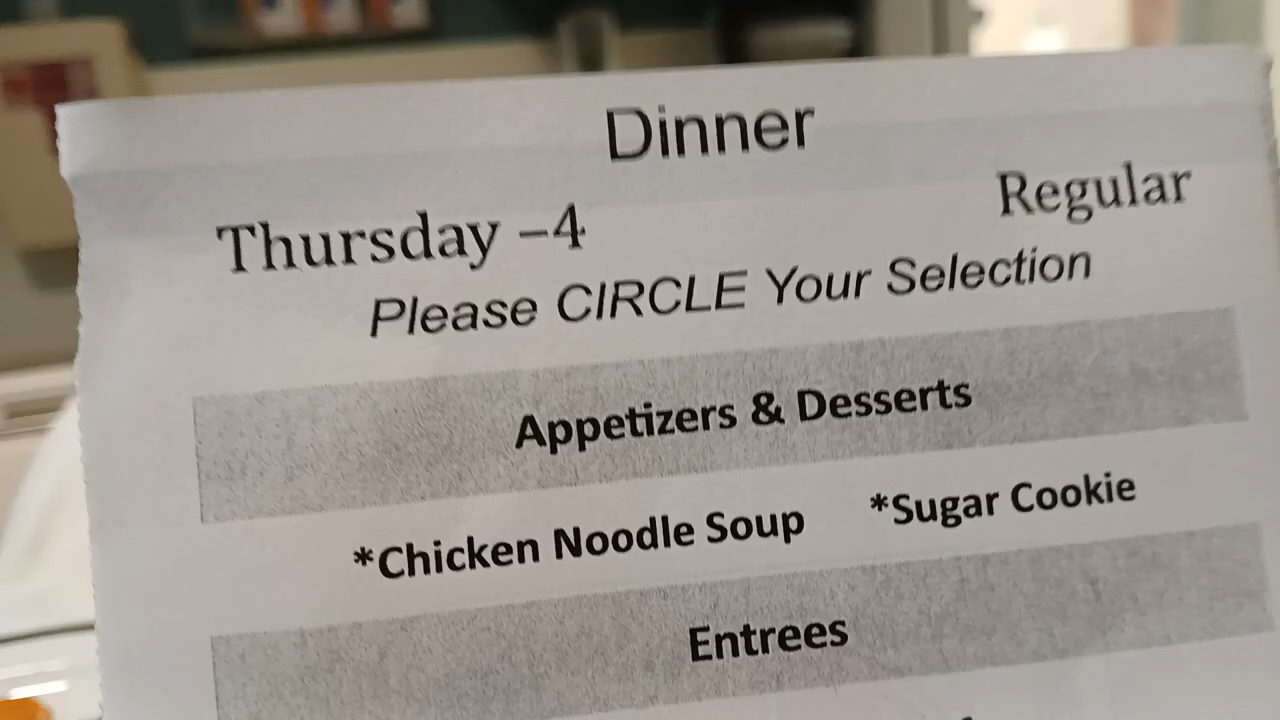 Dinner
Thursday –4
Regular
Please CIRCLE Your Selection
Appetizers & Desserts
*Chicken Noodle Soup *Sugar Cookie
Entrees